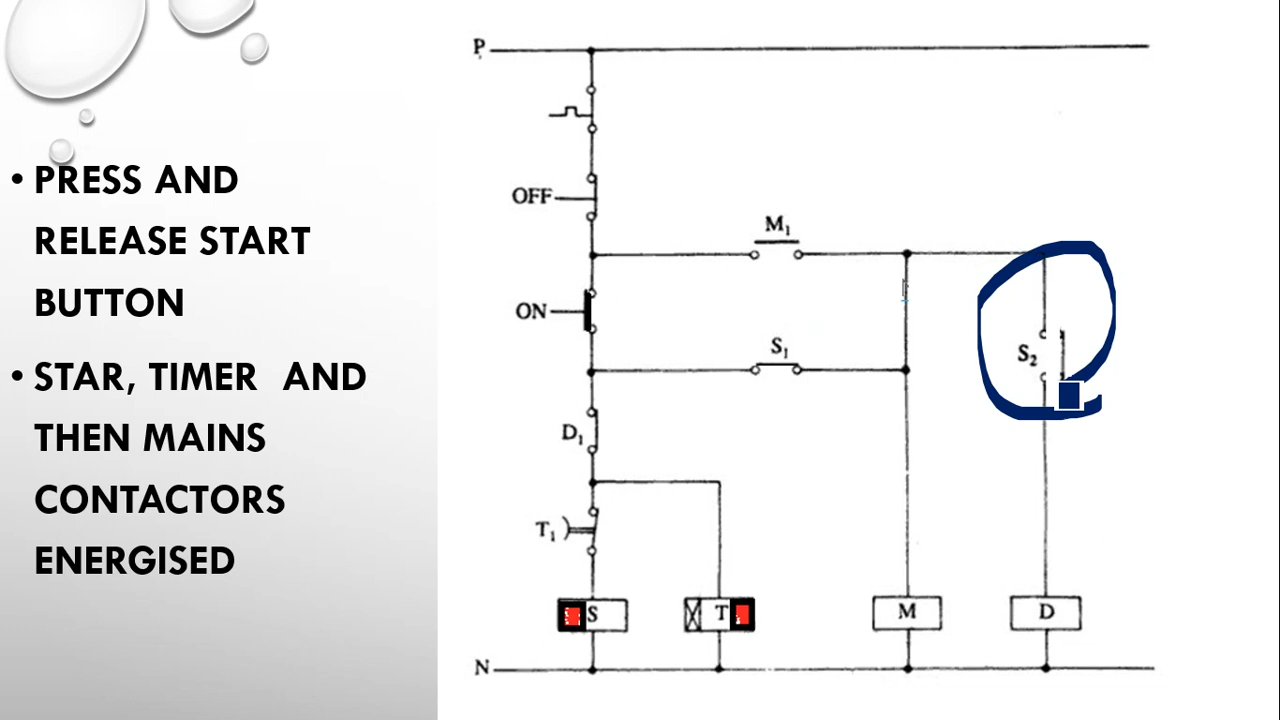 • PRESS AND
RELEASE START
BUTTON
• STAR, TIMER AND
THEN MAINS
CONTACTORS
ENERGISED
P
OFF
M₁
ON
S₁
S₂
D₁
T₁
S
T
M
D
N